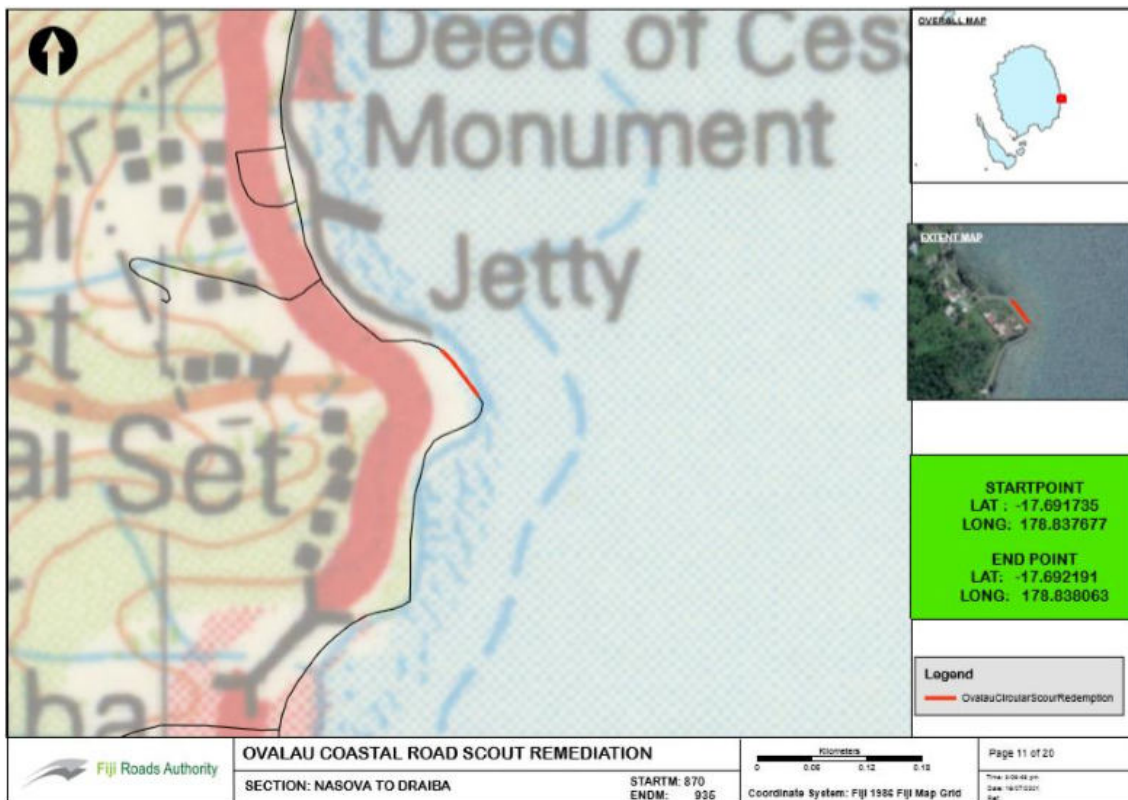 Deed of Cess
Monument
Jetty
ai
et
ai Set
ba
OVERALL MAP
EXTENT MAP
STARTPOINT
LAT : -17.691735
LONG: 178.837677
END POINT
LAT: -17.692191
LONG: 178.838063
Legend
OvalauCircularScourRedemption
Fiji Roads Authority
OVALAU COASTAL ROAD SCOUT REMEDIATION
SECTION: NASOVA TO DRAIBA
STARTM: 870
ENDM: 935
Kilometers
0 0.06 0.12 0.18
Coordinate System: Fiji 1986 Fiji Map Grid
Page 11 of 20